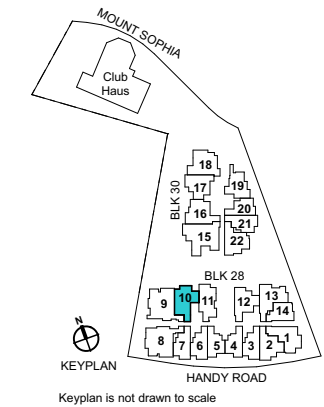 MOUNT SOPHIA
Club
Haus
18
17
19
BLK 30
16
20
21
15
22
BLK 28
9
10
11
12
13
14
8
7
6
5
4
3
2
1
N
KEYPLAN
HANDY ROAD
Keyplan is not drawn to scale